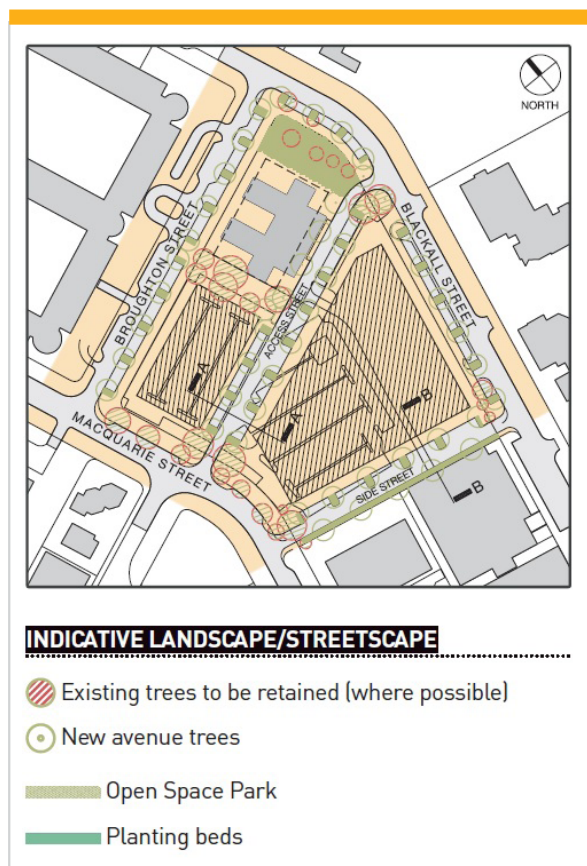 NORTH
BROUGHTON STREET
BLACKALL STREET
ACCESS STREET
A
A
B
B
MACQUARIE STREET
SIDE STREET
INDICATIVE LANDSCAPE/STREETSCAPE
Existing trees to be retained (where possible)
New avenue trees
Open Space Park
Planting beds